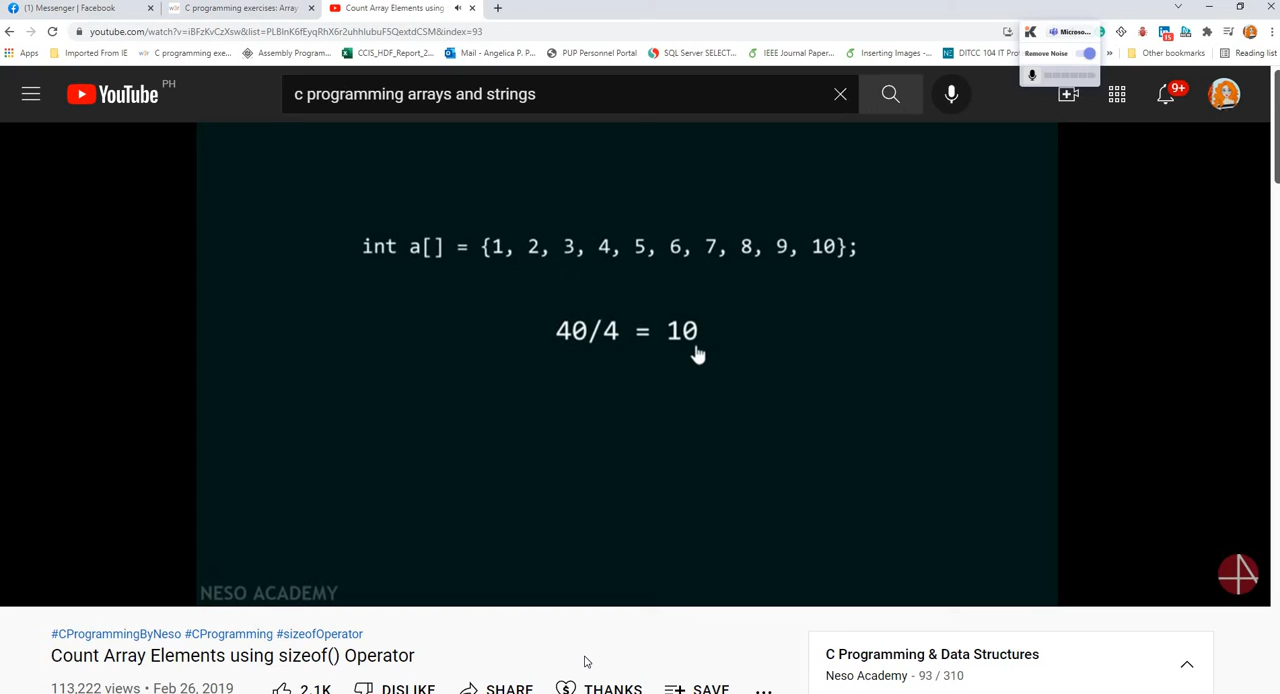 (1) Messenger | Facebook
C programming exercises: Array
Count Array Elements using
youtube.com/watch?v=iBFzKvCzXsw&list=PLBlnK6fEyqRhX6r2uhhlubuF5QextdCSM&index=93
Apps
Imported From IE
C programming exe...
Assembly Program...
CCIS_HDF_Report_2...
Mail - Angelica P. P...
SQL Server SELECT...
IEEE Journal Paper...
PUP Personnel Portal
Inserting Images -...
DITCC 104 IT Pro
Other bookmarks
Reading list
Microso...
Remove Noise
15
YouTube PH
c programming arrays and strings
9+
int a[] = {1, 2, 3, 4, 5, 6, 7, 8, 9, 10};
40/4 = 10
NESO ACADEMY
#CProgrammingByNeso #CProgramming #sizeofOperator
Count Array Elements using sizeof() Operator
113,222 views • Feb 26, 2019
2.1K
DISLIKE
SHARE
THANKS
SAVE
C Programming & Data Structures
Neso Academy - 93 / 310